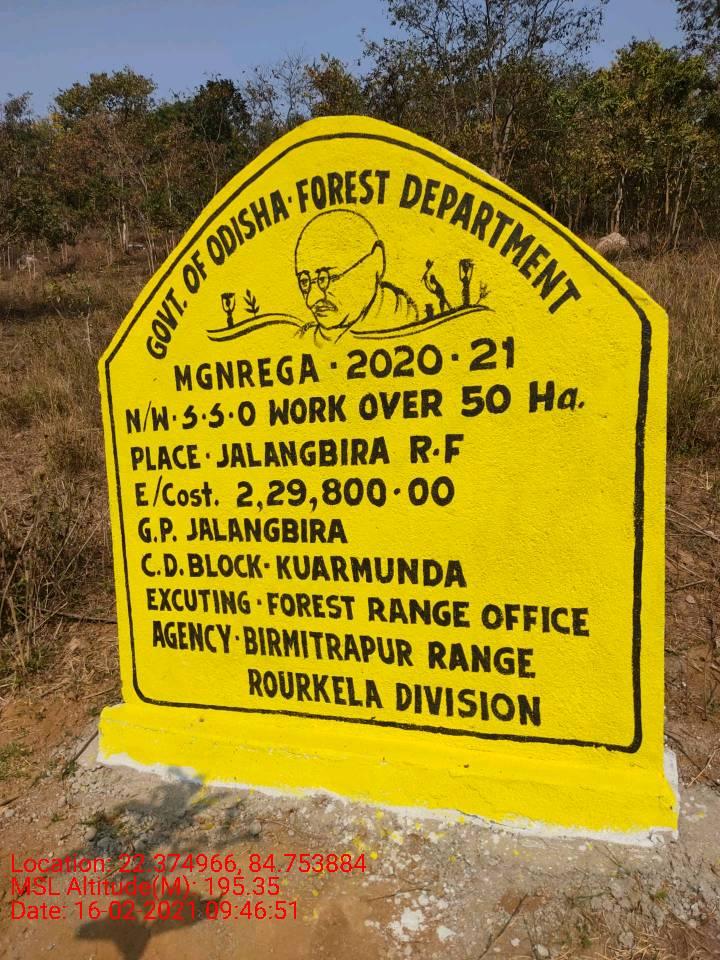 GOVT. OF ODISHA · FOREST DEPARTMENT
MGNREGA · 2020 · 21
N/W · S · S · O WORK OVER 50 Ha.
PLACE · JALANGBIRA R·F
E/Cost. 2,29,800·00
G.P. JALANGBIRA
C.D. BLOCK · KUARMUNDA
EXCUTING · FOREST RANGE OFFICE
AGENCY · BIRMITRAPUR RANGE
ROURKELA DIVISION
Location: 22.374966, 84.753884
MSL Altitude(M): 195.35
Date: 16-02-2021 09:46:51